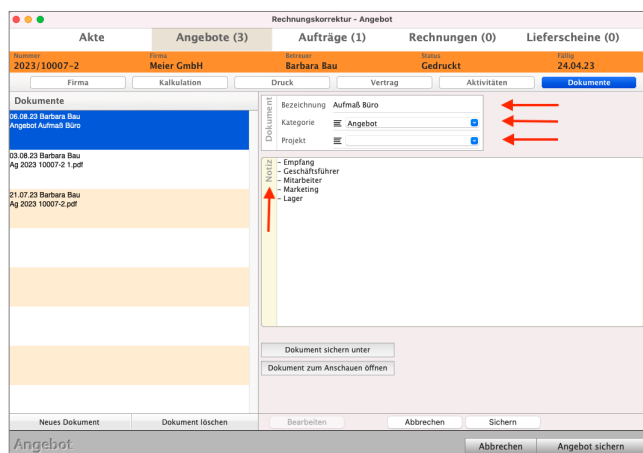 Rechnungskorrektur - Angebot
Akte Angebote (3) Aufträge (1) Rechnungen (0) Lieferscheine (0)
Nummer Firma Betreuer Status Fällig
2023/10007-2 Meier GmbH Barbara Bau Gedruckt 24.04.23
Firma Kalkulation Druck Vertrag Aktivitäten Dokumente
Dokumente
06.08.23 Barbara Bau
Angebot Aufmaß Büro
03.08.23 Barbara Bau
Ag 2023 10007-2 1.pdf
21.07.23 Barbara Bau
Ag 2023 10007-2.pdf
Dokument
Bezeichnung Aufmaß Büro
Kategorie Angebot
Projekt
Notiz
- Empfang
- Geschäftsführer
- Mitarbeiter
- Marketing
- Lager
Dokument sichern unter
Dokument zum Anschauen öffnen
Neues Dokument Dokument löschen Bearbeiten Abbrechen Sichern
Angebot Abbrechen Angebot sichern